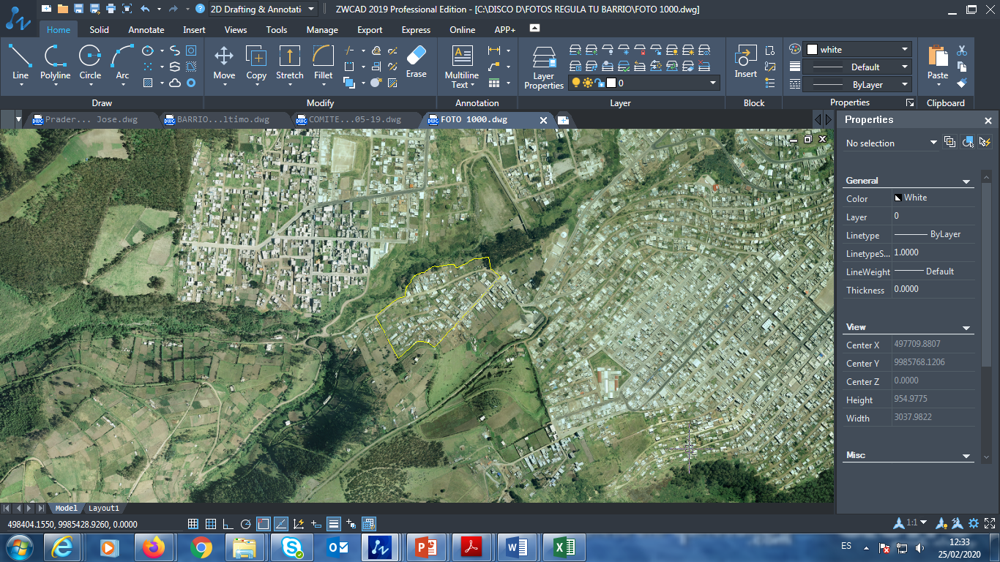 2D Drafting & Annotati
ZWCAD 2019 Professional Edition - [C:\DISCO D\FOTOS REGULA TU BARRIO\FOTO 1000.dwg]
Home Solid Annotate Insert Views Tools Manage Export Express Online APP+
Line Polyline Circle Arc
Move Copy Stretch Fillet Erase
Multiline Text
Layer Properties
0
Insert
white
Default
ByLayer
Paste
Draw Modify Annotation Layer Block Properties Clipboard
Prader... Jose.dwg BARRIO...1timo.dwg COMITE...05-19.dwg FOTO 1000.dwg
Properties
No selection
General
Color White
Layer 0
Linetype ByLayer
LinetypeS... 1.0000
LineWeight Default
Thickness 0.0000
View
Center X 497709.8807
Center Y 9985768.1206
Center Z 0.0000
Height 954.9775
Width 3037.9822
Misc
Model Layout1
498404.1550, 9985428.9260, 0.0000
1:1
ES
12:33
25/02/2020